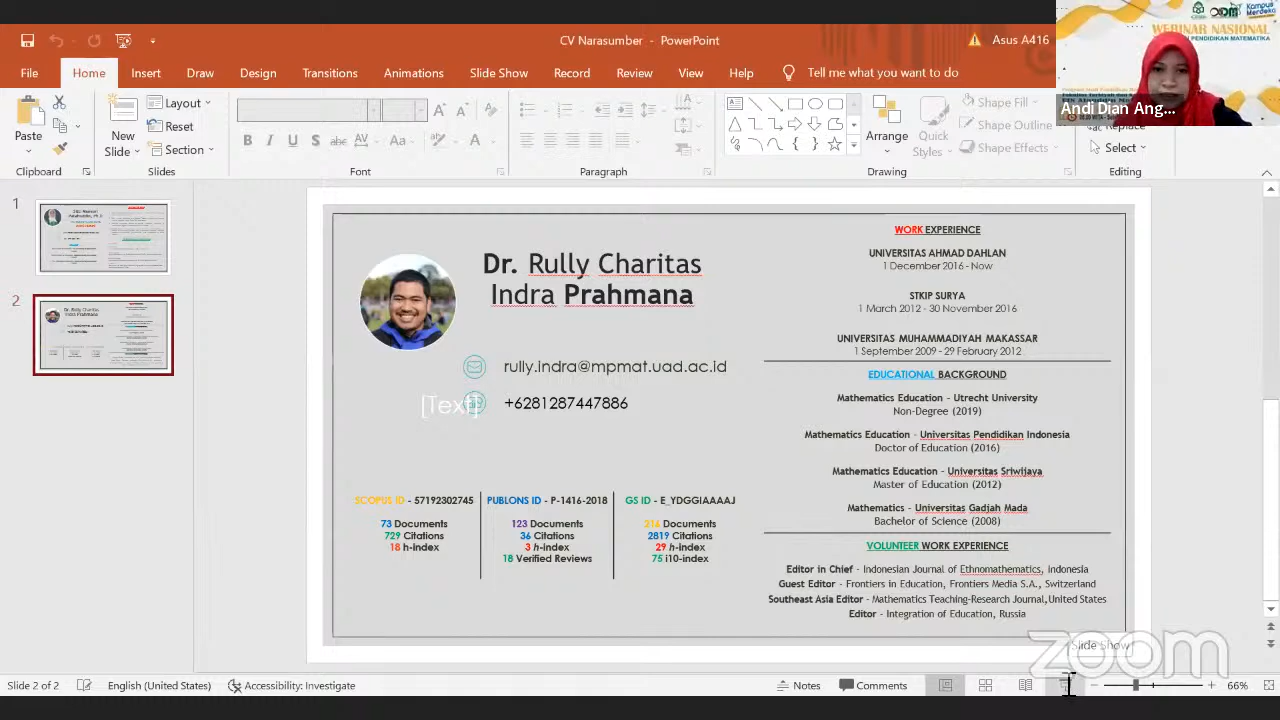 CV Narasumber - PowerPoint
Asus A416
File Home Insert Draw Design Transitions Animations Slide Show Record Review View Help Tell me what you want to do
WEBINAR NASIONAL
PENDIDIKAN MATEMATIKA
Kampus
Merdeka
Andi Dian Ang...
Paste
New
Slide
Layout
Reset
Section
Arrange
Quick
Styles
Shape Fill
Shape Outline
Shape Effects
Replace
Select
Clipboard
Slides
Font
Paragraph
Drawing
Editing
1
2
Dr. Rully Charitas
Indra Prahmana
rully.indra@mpmat.uad.ac.id
[Text]
+6281287447886
SCOPUS ID - 57192302745
73 Documents
729 Citations
18 h-index
PUBLONS ID - P-1416-2018
123 Documents
36 Citations
3 h-index
18 Verified Reviews
GS ID - E_YDGGIAAAAJ
214 Documents
2819 Citations
29 h-index
75 i10-index
WORK EXPERIENCE
UNIVERSITAS AHMAD DAHLAN
1 December 2016 - Now
STKIP SURYA
1 March 2012 - 30 November 2016
UNIVERSITAS MUHAMMADIYAH MAKASSAR
1 September 2009 - 29 February 2012
EDUCATIONAL BACKGROUND
Mathematics Education - Utrecht University
Non-Degree (2019)
Mathematics Education - Universitas Pendidikan Indonesia
Doctor of Education (2016)
Mathematics Education - Universitas Sriwijaya
Master of Education (2012)
Mathematics - Universitas Gadjah Mada
Bachelor of Science (2008)
VOLUNTEER WORK EXPERIENCE
Editor in Chief - Indonesian Journal of Ethnomathematics, Indonesia
Guest Editor - Frontiers in Education, Frontiers Media S.A., Switzerland
Southeast Asia Editor - Mathematics Teaching-Research Journal,United States
Editor - Integration of Education, Russia
Slide Show
zoom
Slide 2 of 2
English (United States)
Accessibility: Investigate
Notes
Comments
66%